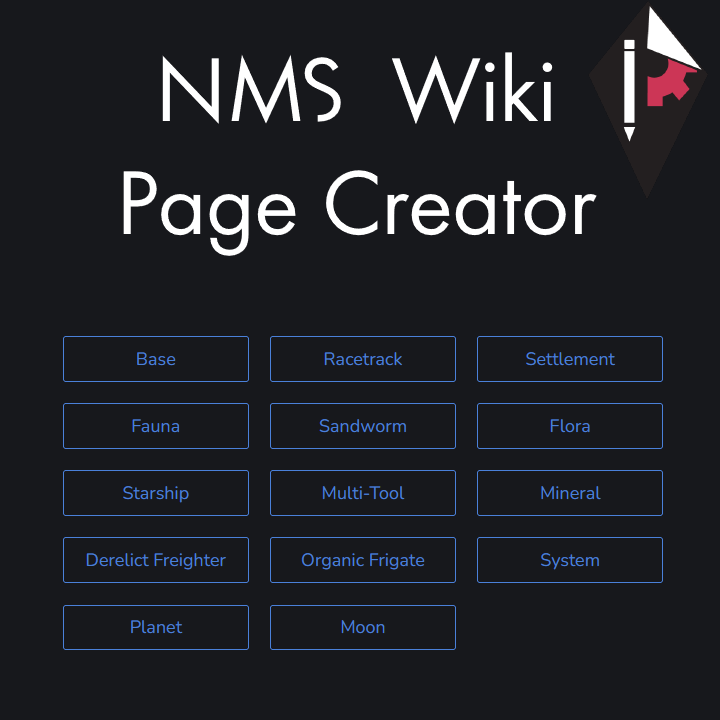 NMS Wiki
Page Creator
Base
Racetrack
Settlement
Fauna
Sandworm
Flora
Starship
Multi-Tool
Mineral
Derelict Freighter
Organic Frigate
System
Planet
Moon